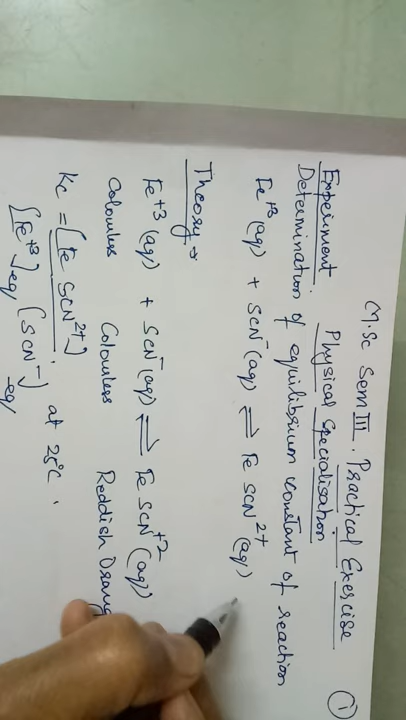 ①
M.Sc Sem III. Practical Exercise
Physical Specialisation
Experiment
Determination of equilibrium constant of reaction
Fe+3 (aq) + SCN- (aq) ⇌ Fe SCN2+ (aq)
Theory →
Fe+3 (aq) + SCN- (aq) ⇌ Fe SCN+2 (aq)
Colourless Colourless Reddish Orang
Kc = [Fe SCN2+] . at 25°C .
[Fe+3]eq [SCN-]eq